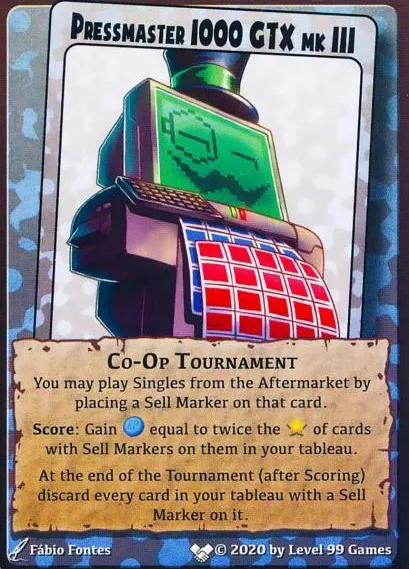 PRESSMASTER 1000 GTX MK III
CO-OP TOURNAMENT
You may play Singles from the Aftermarket by
placing a Sell Marker on that card.
Score: Gain equal to twice the of cards
with Sell Markers on them in your tableau.
At the end of the Tournament (after Scoring)
discard every card in your tableau with a Sell
Marker on it.
Fábio Fontes
© 2020 by Level 99 Games